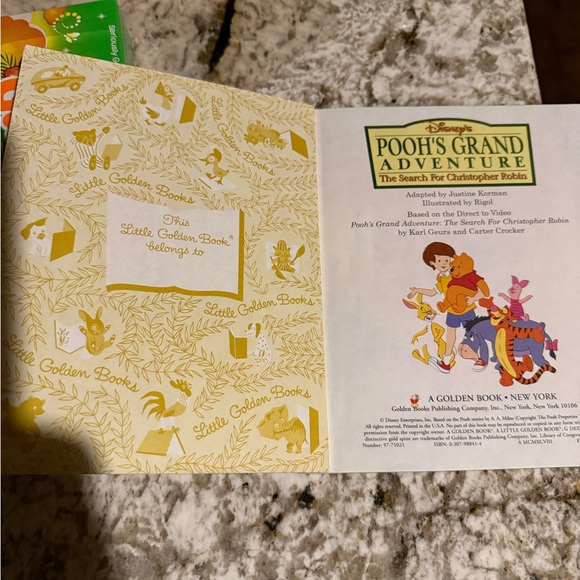 seriously G
Little Golden Books
Little Golden Books
This
Little Golden Book®
belongs to
Little Golden Books
Little Golden Books
Little Golden Books
Little Golden Books
Disney's
POOH'S GRAND
ADVENTURE
The Search For Christopher Robin
Adapted by Justine Korman
Illustrated by Rigol
Based on the Direct to Video
Pooh's Grand Adventure: The Search For Christopher Robin
by Karl Geurs and Carter Crocker
A GOLDEN BOOK • NEW YORK
Golden Books Publishing Company, Inc., New York, New York 10106
© Disney Enterprises, Inc. Based on the Pooh stories by A. A. Milne (Copyright The Pooh Properties
All rights reserved. Printed in the U.S.A. No part of this book may be reproduced or copied in any form without
permission from the copyright owner. A GOLDEN BOOK®, A LITTLE GOLDEN BOOK®, G DES
distinctive gold spine are trademarks of Golden Books Publishing Company, Inc. Library of Congress
Number: 97-71021 ISBN: 0-307-98841-4 A MCMXCVIII